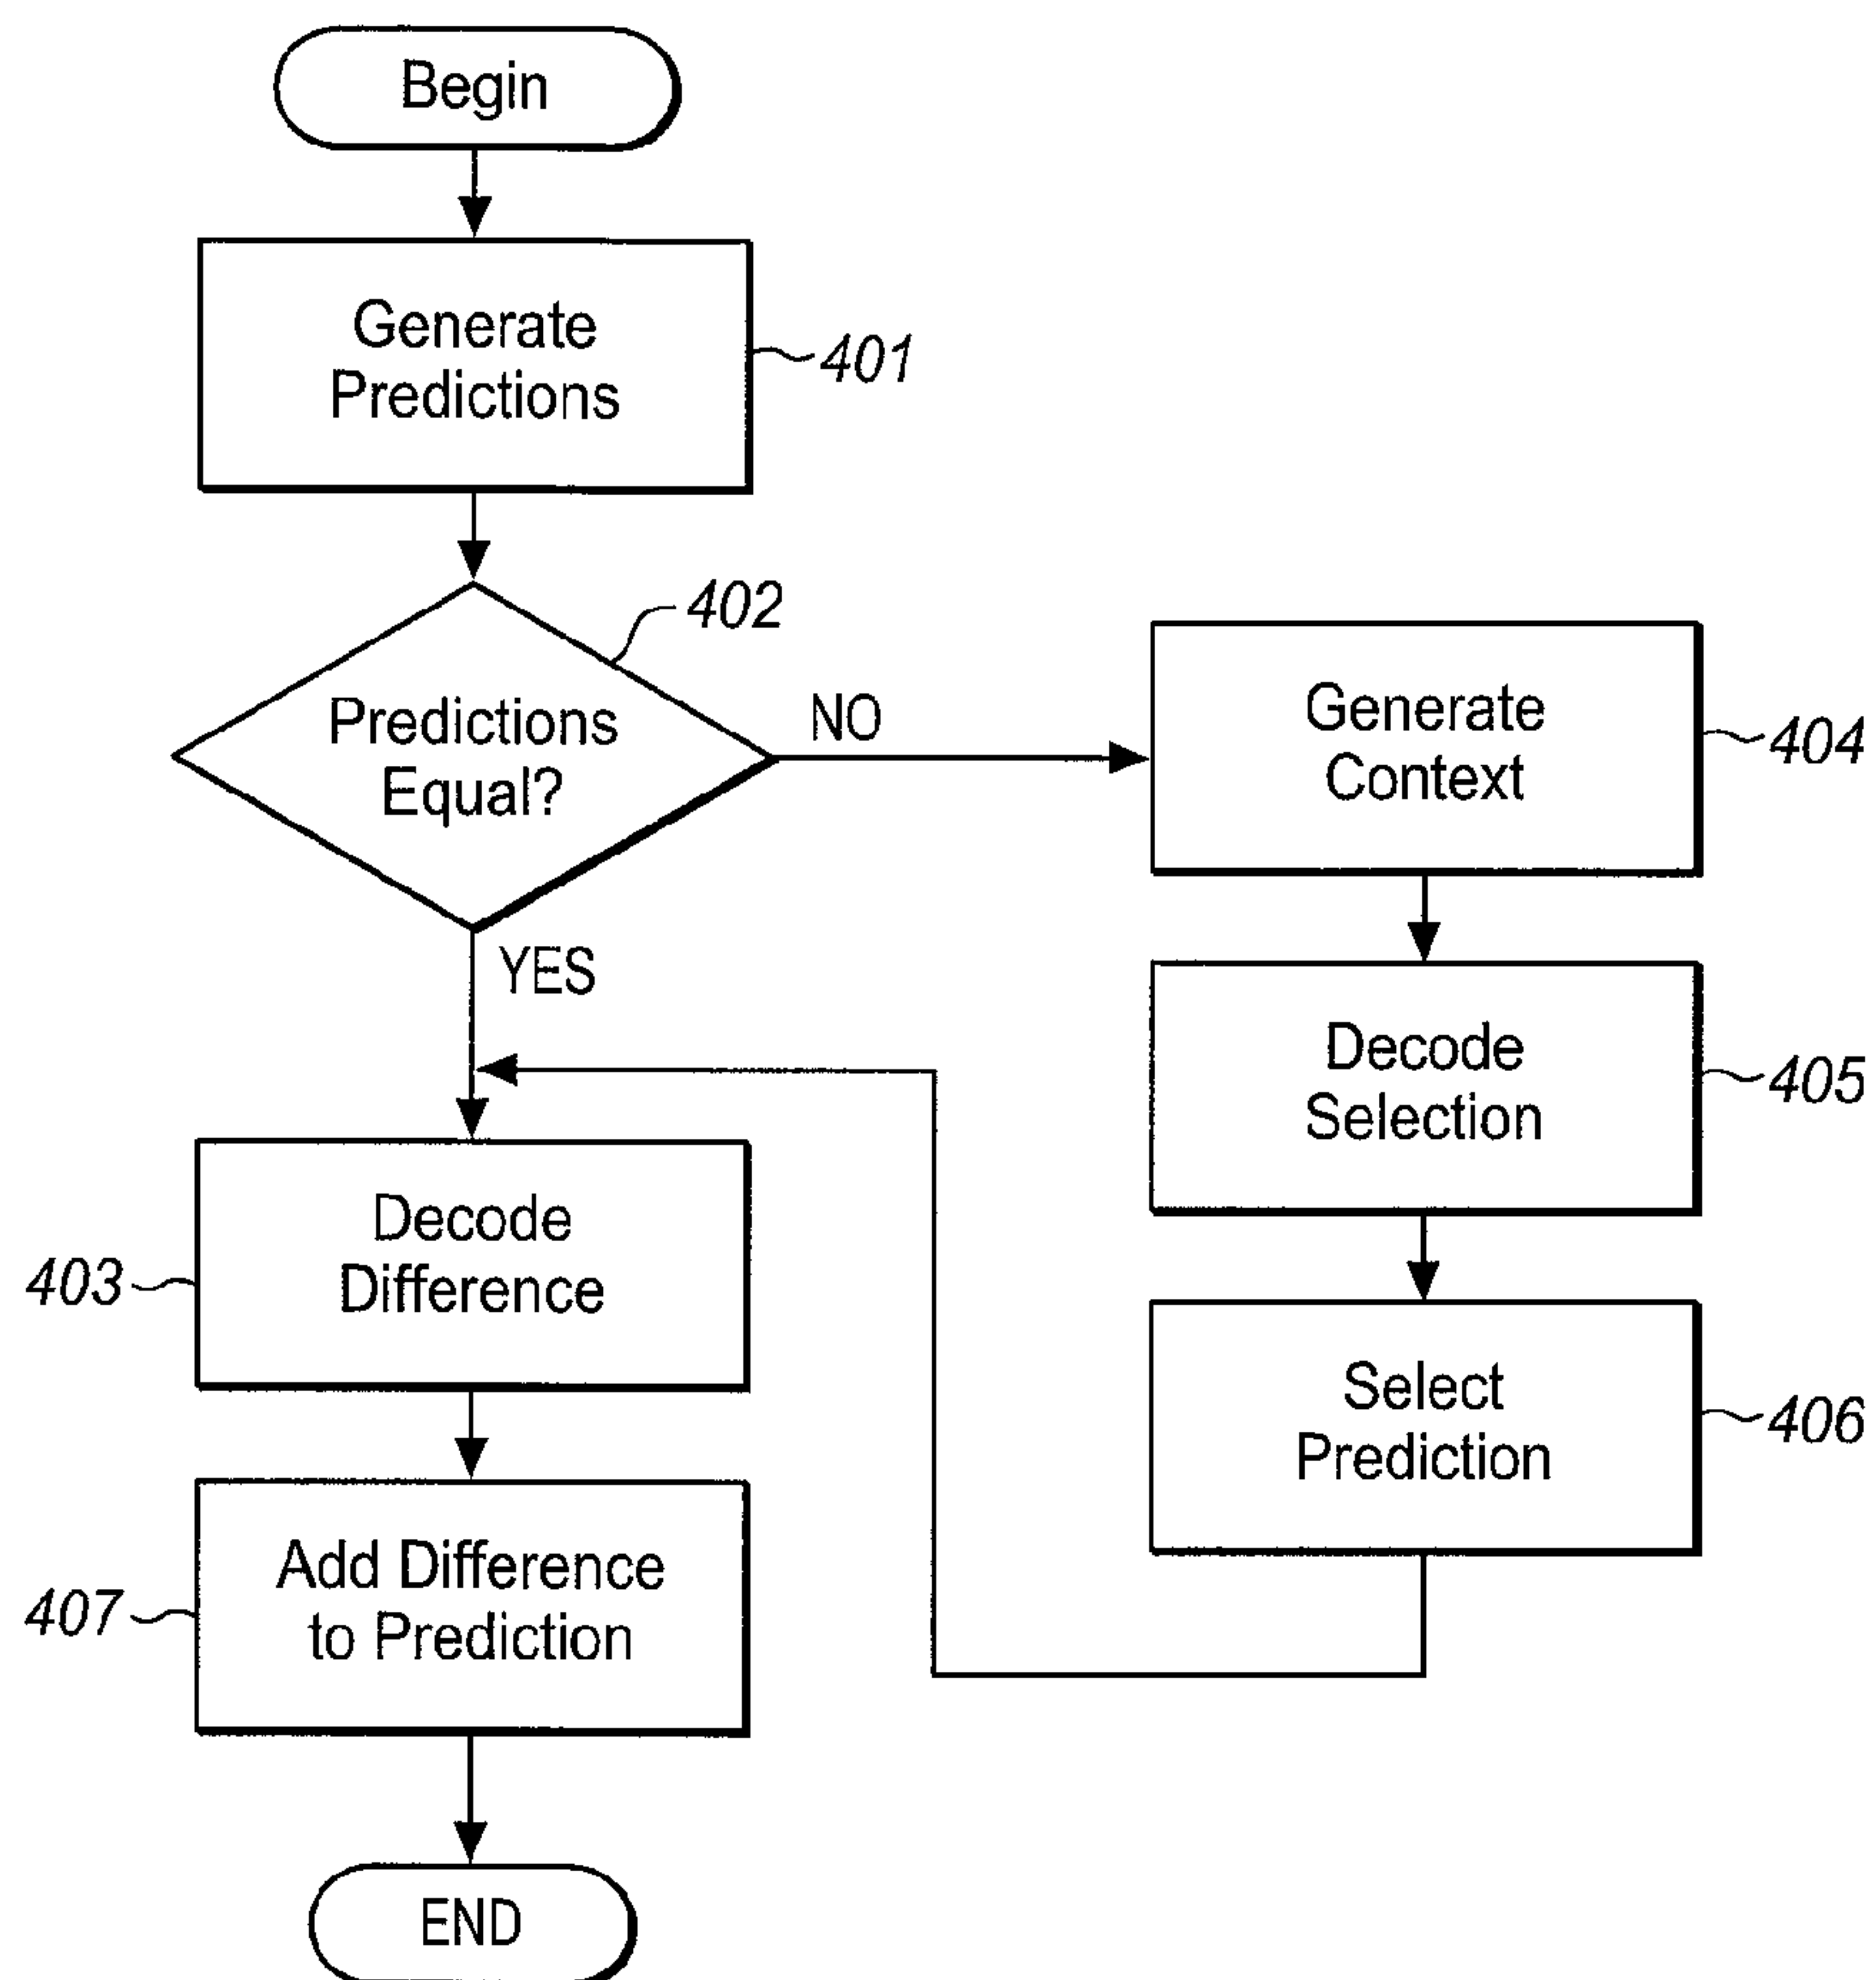 Begin
Generate
Predictions
401
402
Predictions
Equal?
NO
YES
Generate
Context
404
Decode
Selection
405
Select
Prediction
406
Decode
Difference
403
Add Difference
to Prediction
407
END